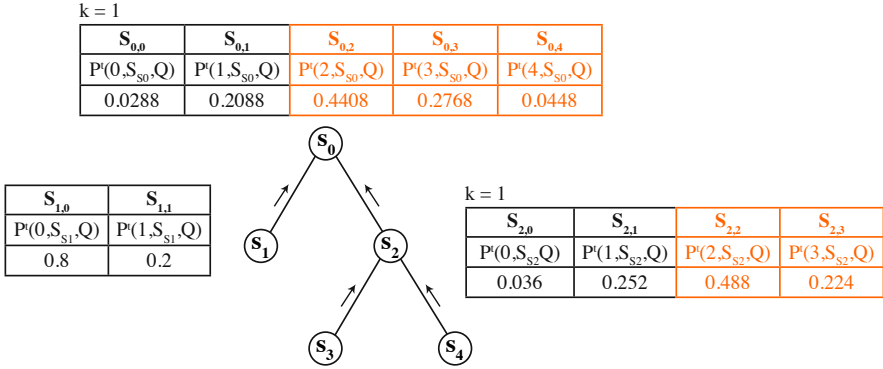 k = 1
S0,0 S0,1 S0,2 S0,3 S0,4
Pt(0,SS0,Q) Pt(1,SS0,Q) Pt(2,SS0,Q) Pt(3,SS0,Q) Pt(4,SS0,Q)
0.0288 0.2088 0.4408 0.2768 0.0448
s0
S1,0 S1,1
Pt(0,SS1,Q) Pt(1,SS1,Q)
0.8 0.2
s1
s2
k = 1
S2,0 S2,1 S2,2 S2,3
Pt(0,SS2Q) Pt(1,SS2,Q) Pt(2,SS2,Q) Pt(3,SS2,Q)
0.036 0.252 0.488 0.224
s3
s4